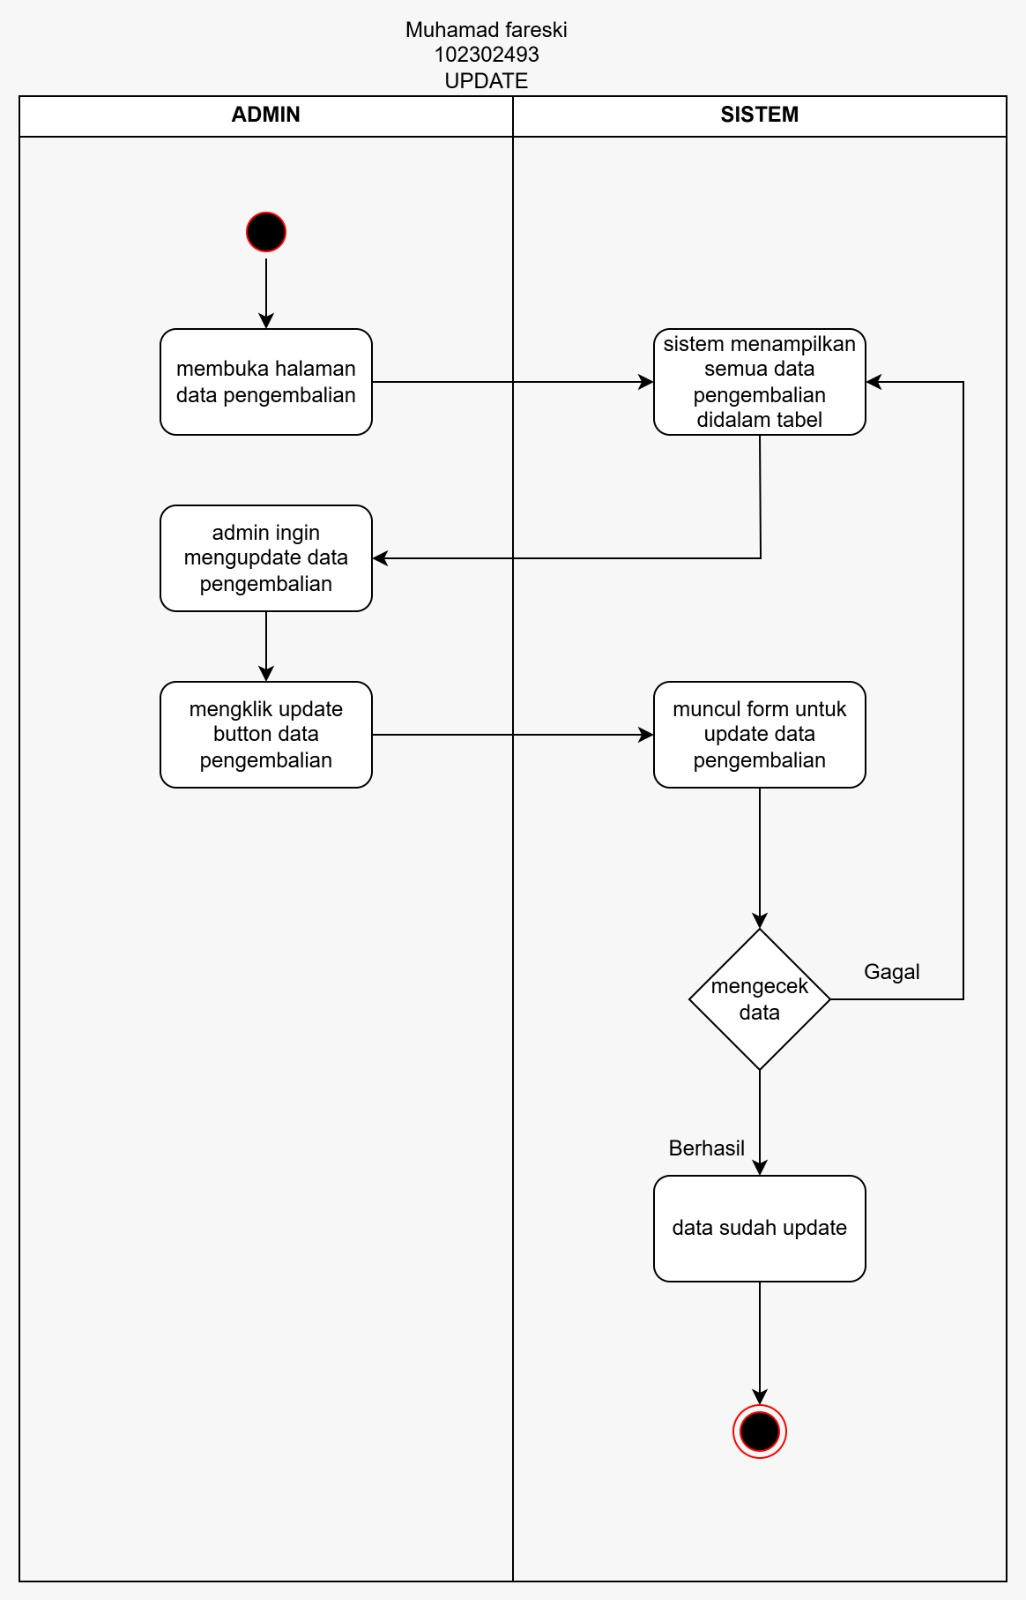 Muhamad fareski
102302493
UPDATE
ADMIN
SISTEM
membuka halaman
data pengembalian
sistem menampilkan
semua data
pengembalian
didalam tabel
admin ingin
mengupdate data
pengembalian
mengklik update
button data
pengembalian
muncul form untuk
update data
pengembalian
mengecek
data
Gagal
Berhasil
data sudah update